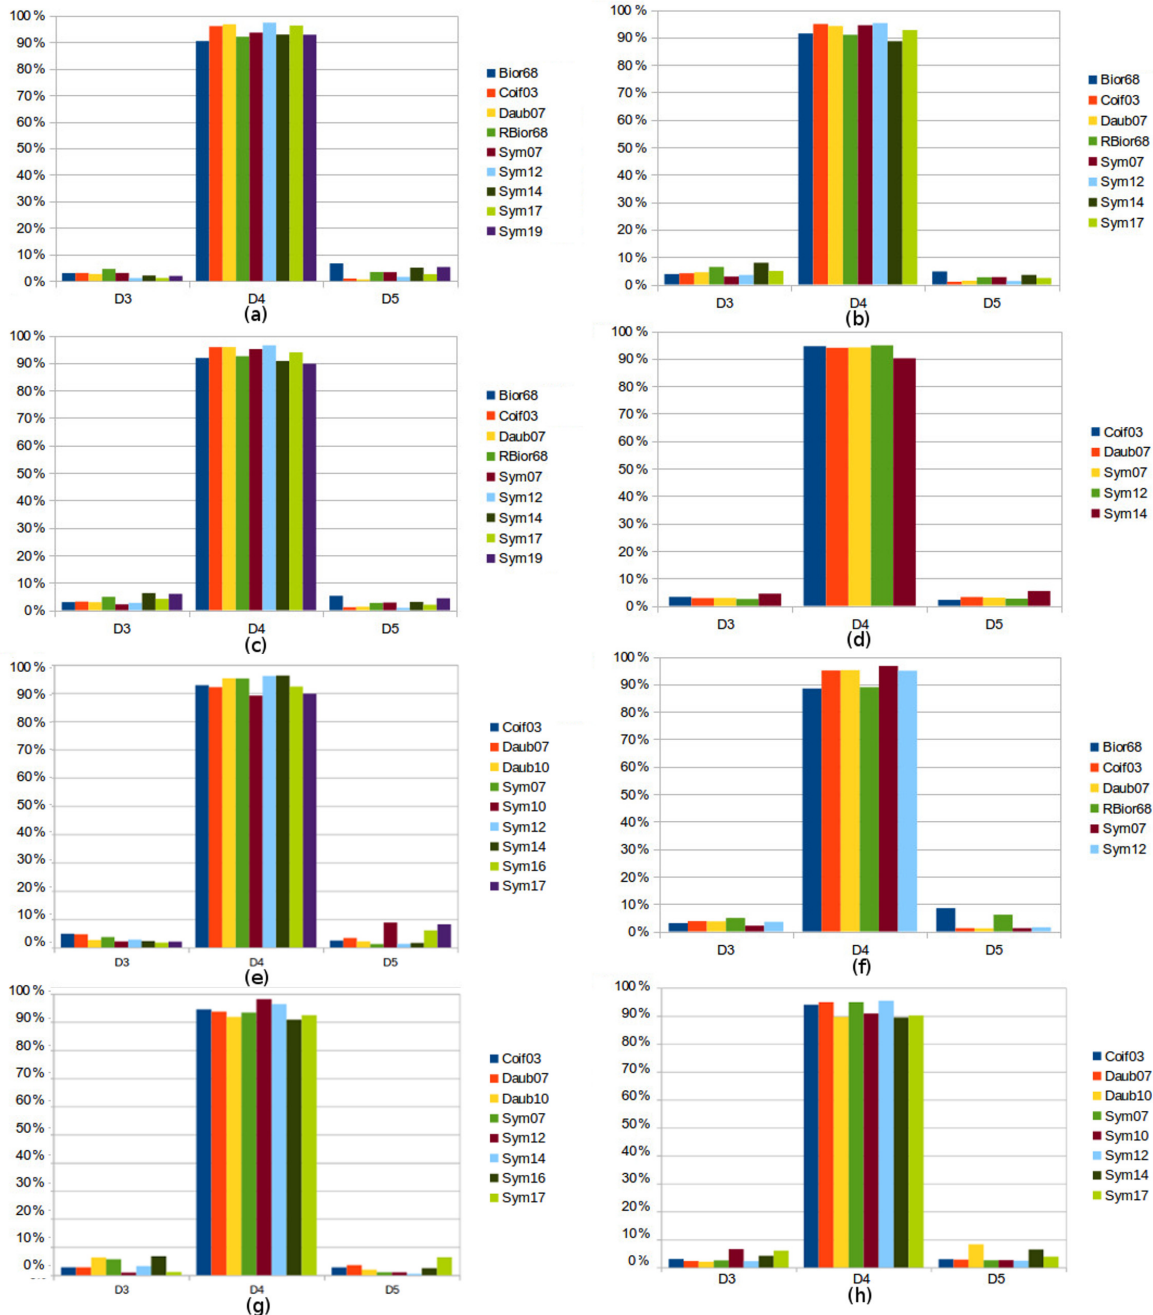 100 %
90 %
80 %
70 %
60 %
50 %
40 %
30 %
20 %
10 %
0 %
D3 D4 D5
Bior68
Coif03
Daub07
RBior68
Sym07
Sym12
Sym14
Sym17
Sym19
(a)
100 %
90 %
80 %
70 %
60 %
50 %
40 %
30 %
20 %
10 %
0 %
D3 D4 D5
Bior68
Coif03
Daub07
RBior68
Sym07
Sym12
Sym14
Sym17
(b)
100 %
90 %
80 %
70 %
60 %
50 %
40 %
30 %
20 %
10 %
0 %
D3 D4 D5
Bior68
Coif03
Daub07
RBior68
Sym07
Sym12
Sym14
Sym17
Sym19
(c)
100 %
90 %
80 %
70 %
60 %
50 %
40 %
30 %
20 %
10 %
0 %
D3 D4 D5
Coif03
Daub07
Sym07
Sym12
Sym14
(d)
100 %
90 %
80 %
70 %
60 %
50 %
40 %
30 %
20 %
10 %
0 %
D3 D4 D5
Coif03
Daub07
Daub10
Sym07
Sym10
Sym12
Sym14
Sym16
Sym17
(e)
100 %
90 %
80 %
70 %
60 %
50 %
40 %
30 %
20 %
10 %
0 %
D3 D4 D5
Bior68
Coif03
Daub07
RBior68
Sym07
Sym12
(f)
100 %
90 %
80 %
70 %
60 %
50 %
40 %
30 %
20 %
10 %
0 %
D3 D4 D5
Coif03
Daub07
Daub10
Sym07
Sym12
Sym14
Sym16
Sym17
(g)
100 %
90 %
80 %
70 %
60 %
50 %
40 %
30 %
20 %
10 %
0 %
D3 D4 D5
Coif03
Daub07
Daub10
Sym07
Sym10
Sym12
Sym14
Sym17
(h)